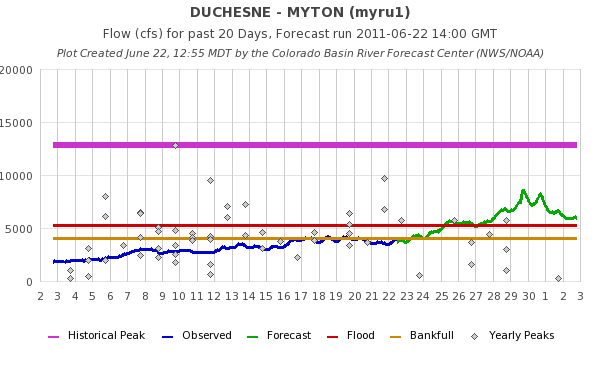 DUCHESNE - MYTON (myru1)
Flow (cfs) for past 20 Days, Forecast run 2011-06-22 14:00 GMT
Plot Created June 22, 12:55 MDT by the Colorado Basin River Forecast Center (NWS/NOAA)
20000
15000
10000
5000
0
2 3 4 5 6 7 8 9 10 11 12 13 14 15 16 17 18 19 20 21 22 23 24 25 26 27 28 29 30 1 2 3
Historical Peak Observed Forecast Flood Bankfull Yearly Peaks